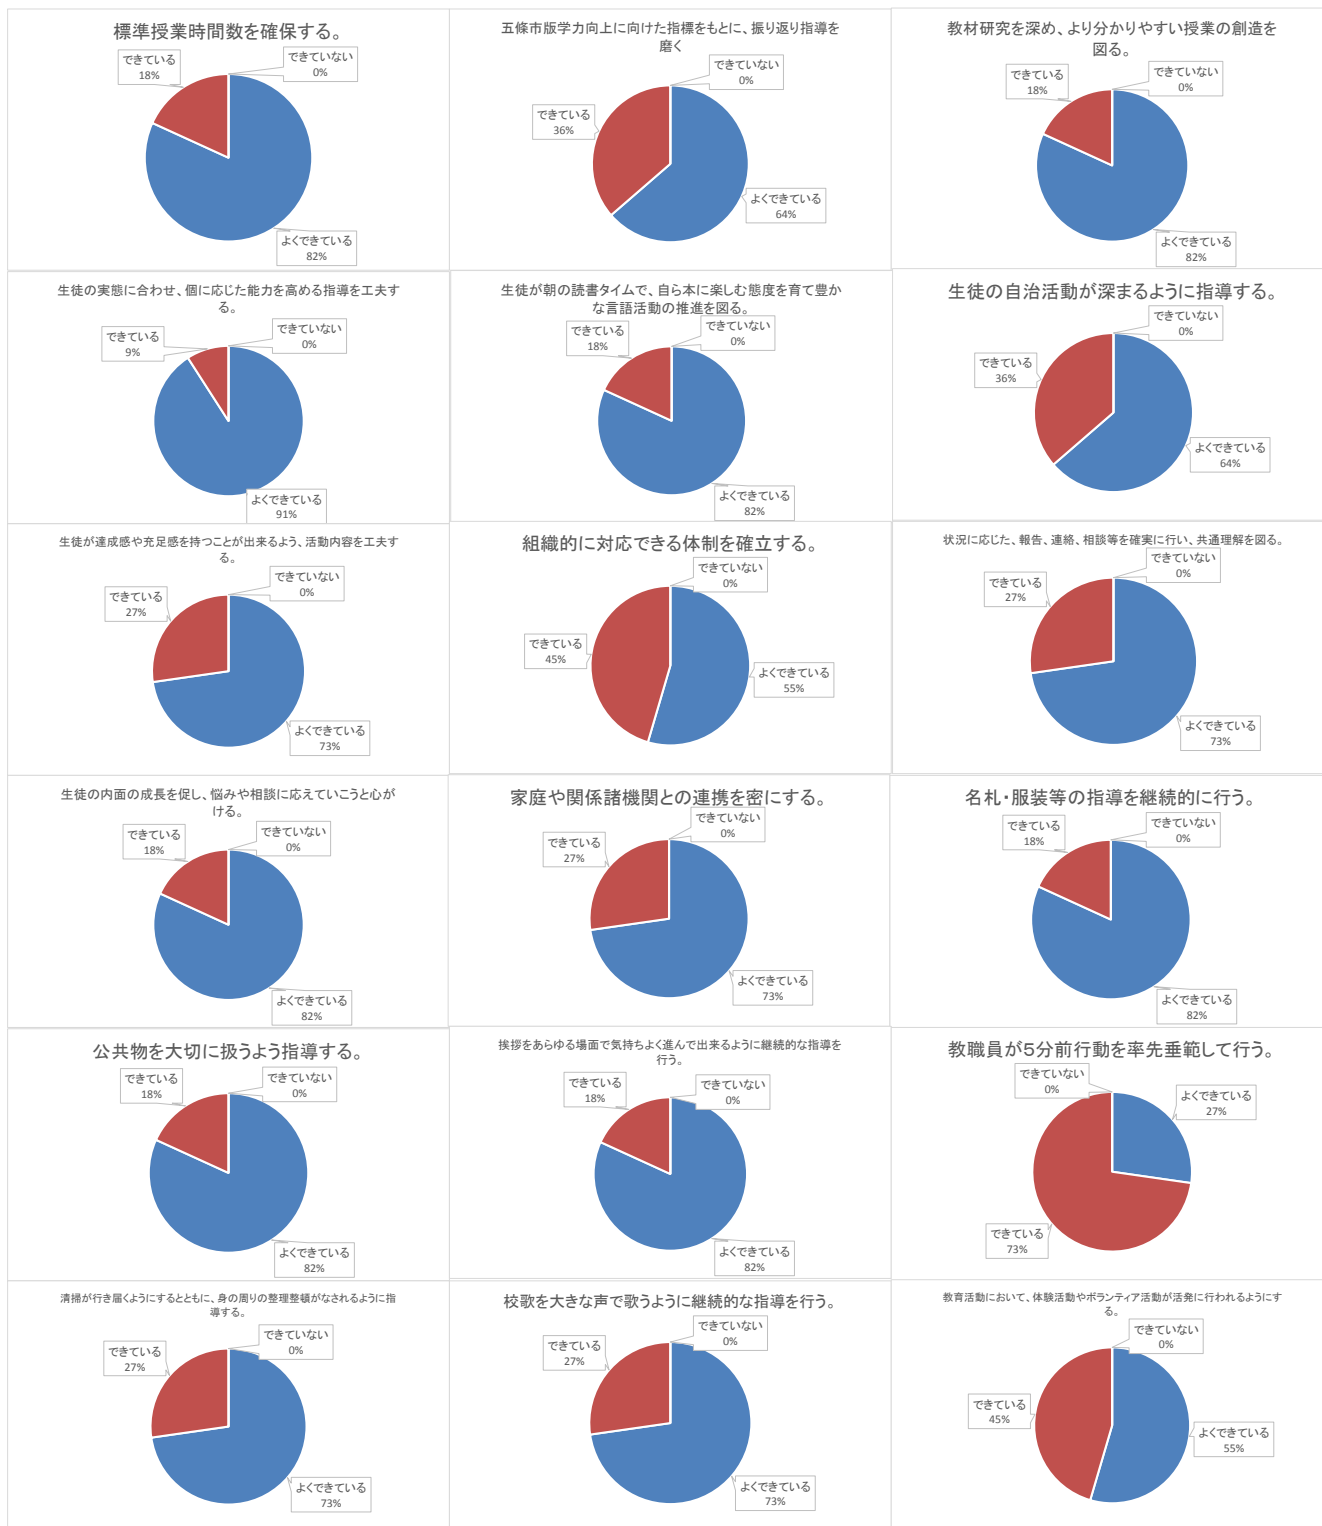 標準授業時間数を確保する。
できている
18%
できていない
0%
よくできている
82%
五條市版学力向上に向けた指標をもとに、振り返り指導を
磨く
できていない
0%
できている
36%
よくできている
64%
教材研究を深め、より分かりやすい授業の創造を
図る。
できている
18%
できていない
0%
よくできている
82%
生徒の実態に合わせ、個に応じた能力を高める指導を工夫す
る。
できている
9%
できていない
0%
よくできている
91%
生徒が朝の読書タイムで、自ら本に楽しむ態度を育て豊か
な言語活動の推進を図る。
できている
18%
できていない
0%
よくできている
82%
生徒の自治活動が深まるように指導する。
できていない
0%
できている
36%
よくできている
64%
生徒が達成感や充足感を持つことが出来るよう、活動内容を工夫す
る。
できている
27%
できていない
0%
よくできている
73%
組織的に対応できる体制を確立する。
できていない
0%
できている
45%
よくできている
55%
状況に応じた、報告、連絡、相談等を確実に行い、共通理解を図る。
できている
27%
できていない
0%
よくできている
73%
生徒の内面の成長を促し、悩みや相談に応えていこうと心が
ける。
できている
18%
できていない
0%
よくできている
82%
家庭や関係諸機関との連携を密にする。
できている
27%
できていない
0%
よくできている
73%
名札・服装等の指導を継続的に行う。
できている
18%
できていない
0%
よくできている
82%
公共物を大切に扱うよう指導する。
できている
18%
できていない
0%
よくできている
82%
挨拶をあらゆる場面で気持ちよく進んで出来るように継続的な指導を
行う。
できている
18%
できていない
0%
よくできている
82%
教職員が5分前行動を率先垂範して行う。
できていない
0%
よくできている
27%
できている
73%
清掃が行き届くようにするとともに、身の周りの整理整頓がなされるように指
導する。
できている
27%
できていない
0%
よくできている
73%
校歌を大きな声で歌うように継続的な指導を行う。
できている
27%
できていない
0%
よくできている
73%
教育活動において、体験活動やボランティア活動が活発に行われるようにす
る。
できていない
0%
できている
45%
よくできている
55%